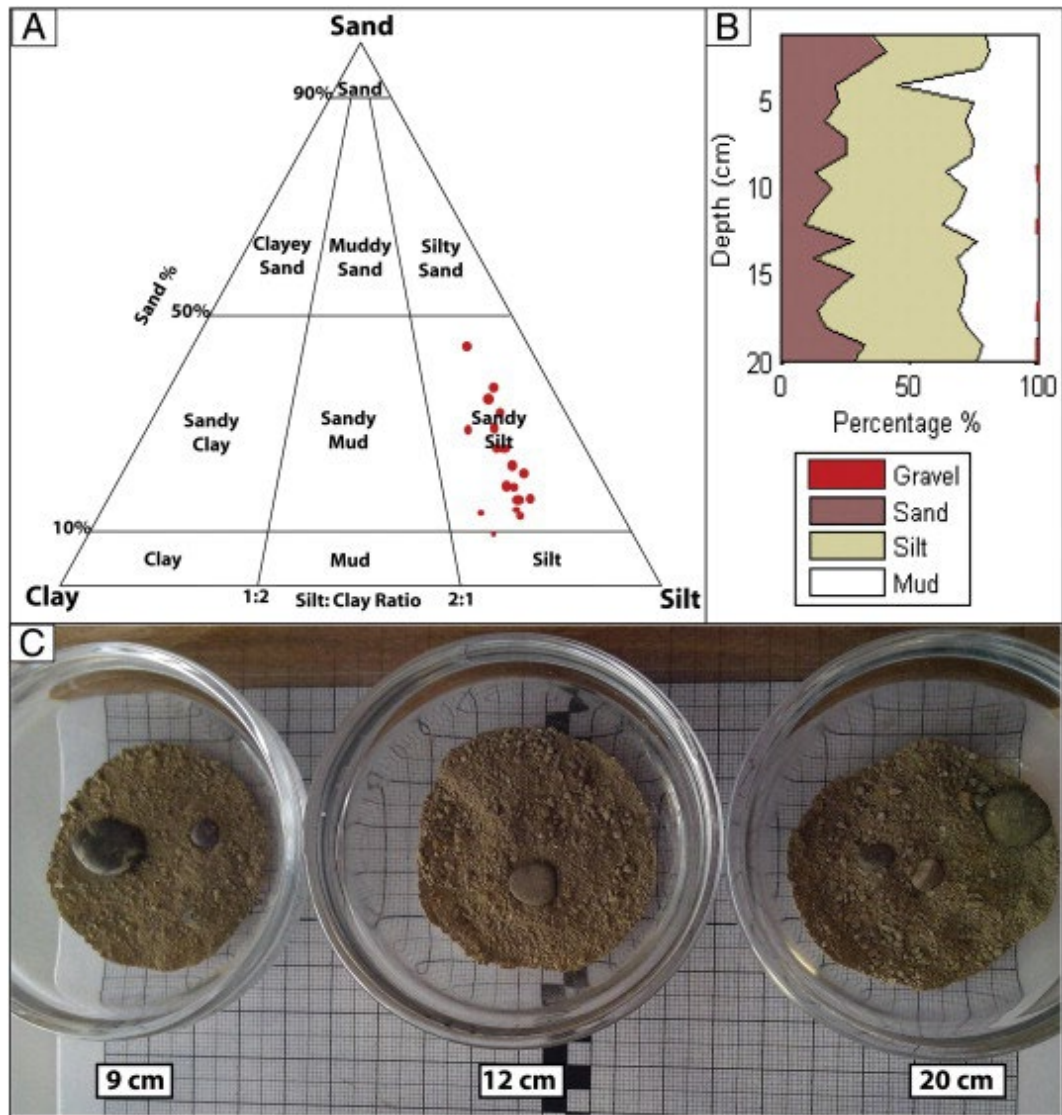 A
Sand
90%
Sand
Clayey
Sand
Muddy
Sand
Silty
Sand
Sand %
50%
Sandy
Clay
Sandy
Mud
Sandy
Silt
10%
Clay
Mud
Silt
Clay
1:2
Silt: Clay Ratio
2:1
Silt
B
Depth (cm)
5
10
15
20
0
50
100
Percentage %
Gravel
Sand
Silt
Mud
C
9 cm
12 cm
20 cm